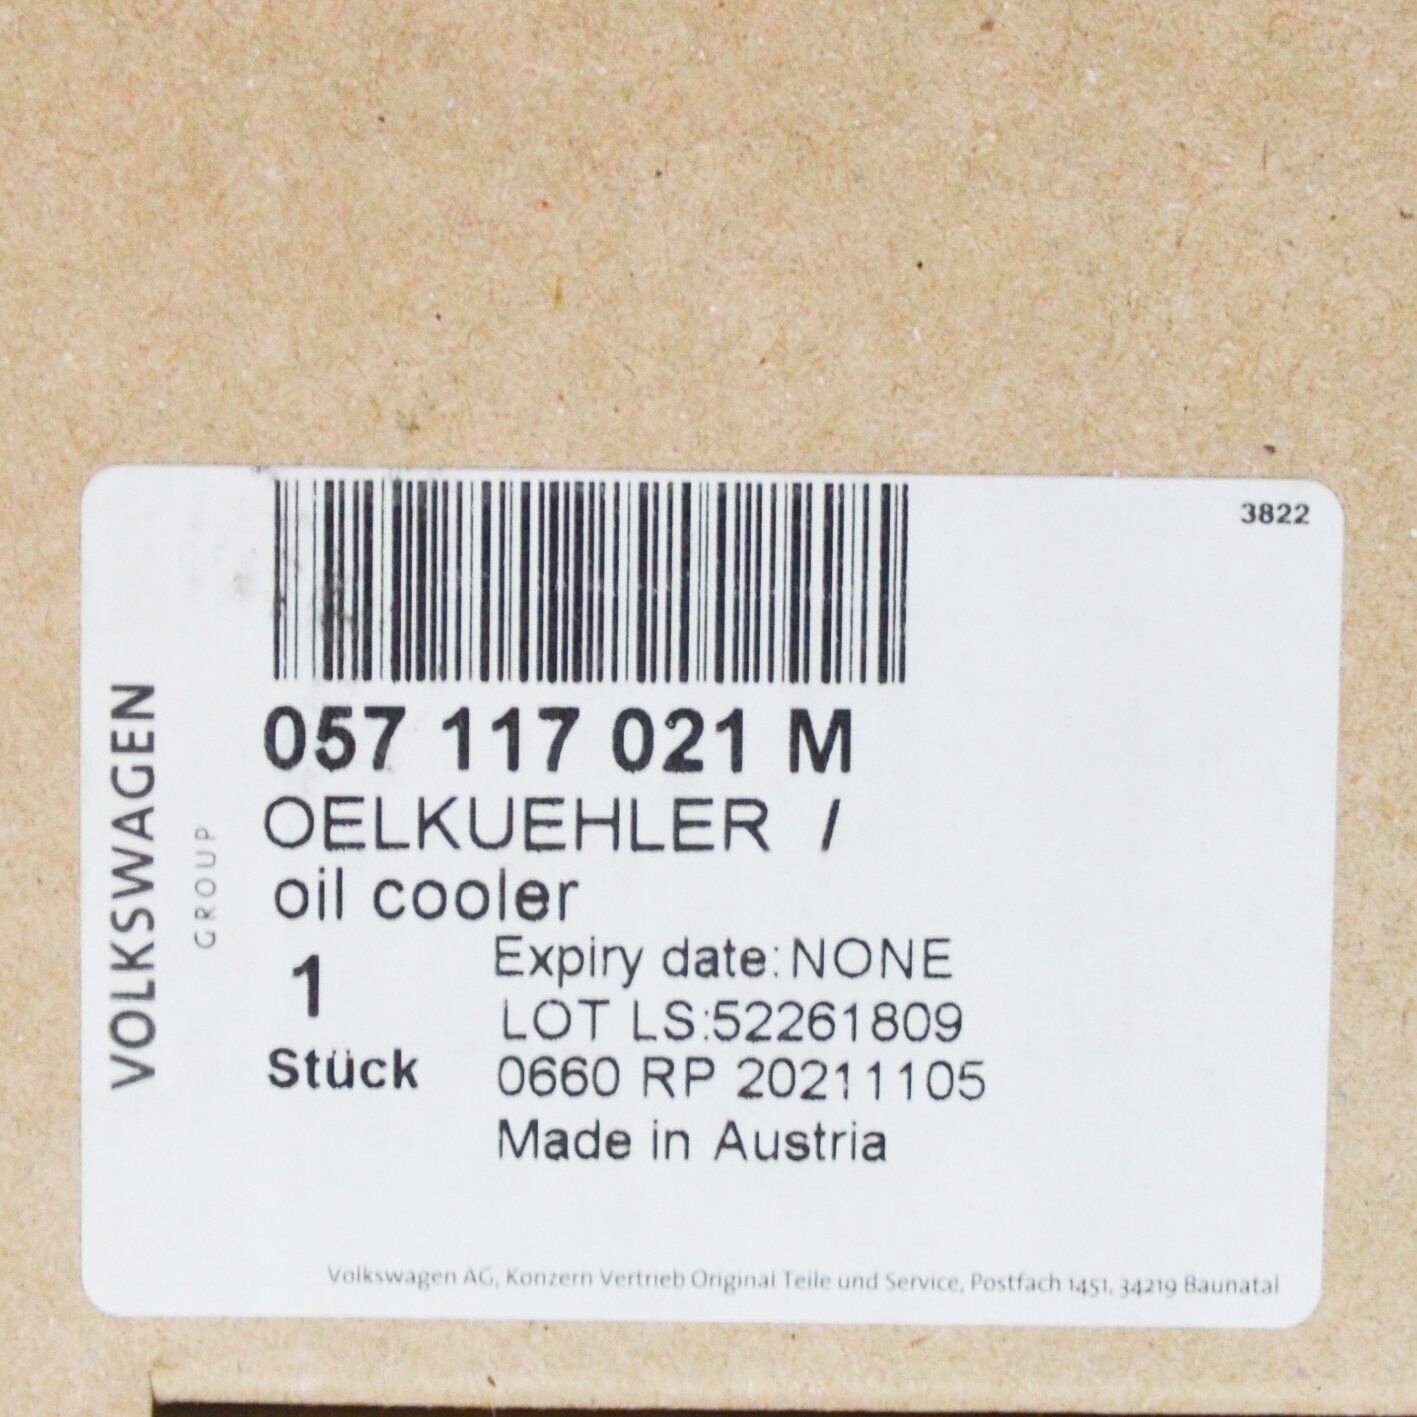 3822
VOLKSWAGEN
GROUP
057 117 021 M
OELKUEHLER /
oil cooler
1
Stück
Expiry date: NONE
LOT LS:52261809
0660 RP 20211105
Made in Austria
Volkswagen AG, Konzern Vertrieb Original Teile und Service, Postfach 1451, 34219 Baunatal